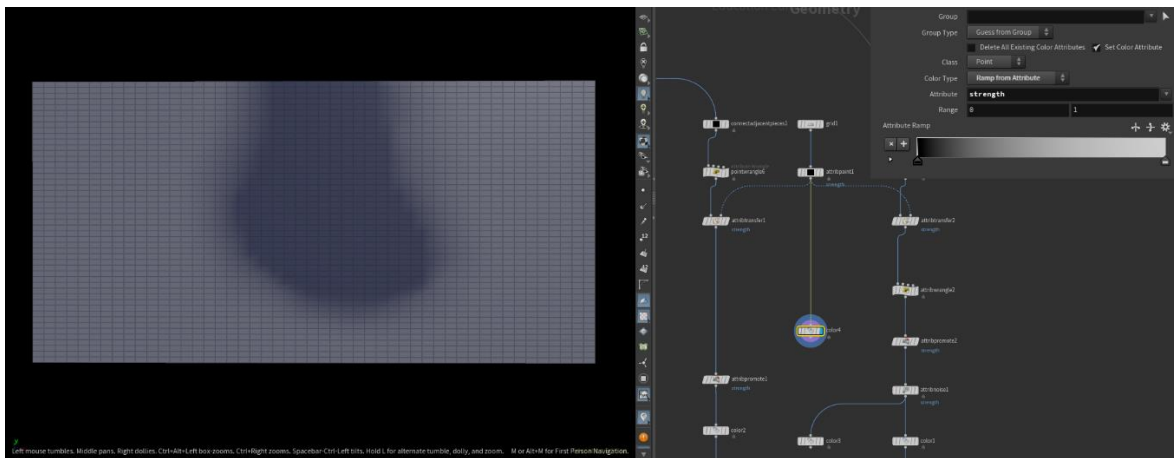 Geometry
Group
Group Type Guess from Group
Delete All Existing Color Attributes Set Color Attribute
Class Point
Color Type Ramp from Attribute
Attribute strength
Range 0 1
Attribute Ramp
connectadjacentpieces2
grid1
pointwrangle6
attribpaint1
strength
attribtransfer1
strength
attribtransfer2
strength
attribwrangle2
color4
attribpromote2
strength
attribpromote1
strength
attribnoise1
strength
color2
color3
y
Left mouse tumbles. Middle pans. Right dollies. Ctrl+Alt+Left box-zooms. Ctrl+Right zooms. Spacebar-Ctrl-Left tilts. Hold L for alternate tumble, dolly, and zoom. M or Alt+M for First Person Navigation.